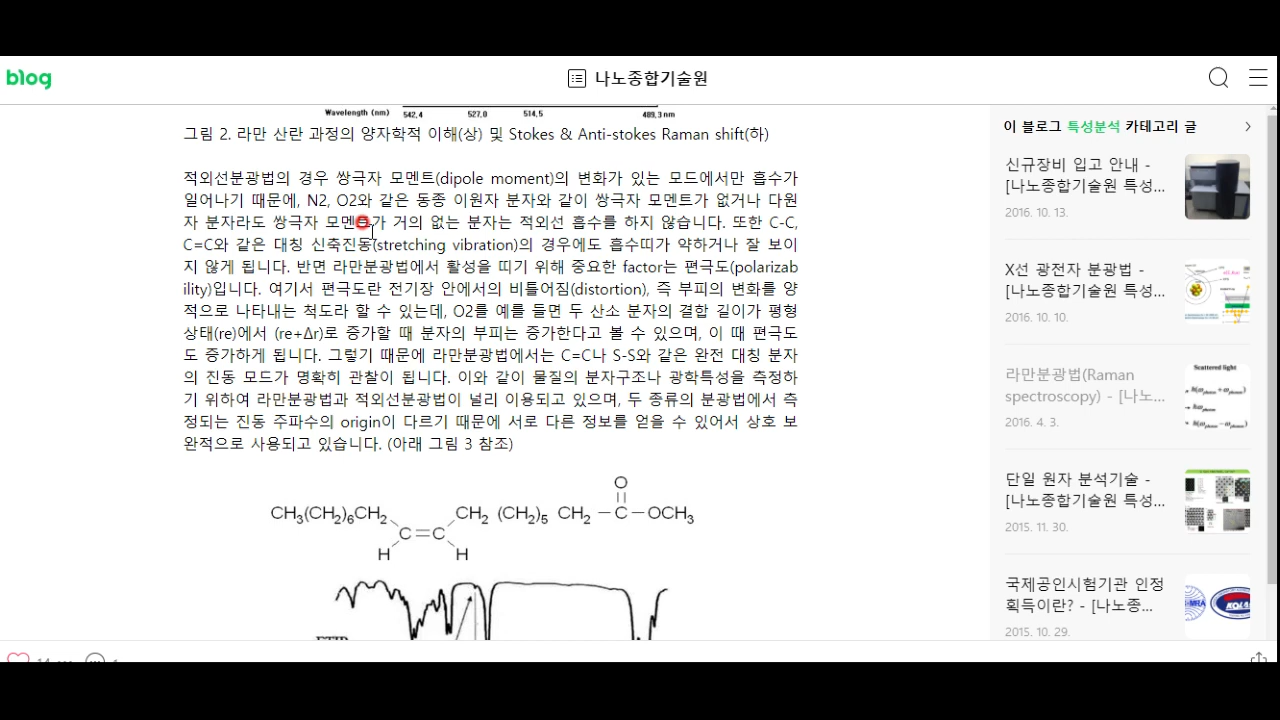 blog
나노종합기술원
Wavelength (nm) 542,4 527,0 514,5 489,3 nm
그림 2. 라만 산란 과정의 양자학적 이해(상) 및 Stokes & Anti-stokes Raman shift(하)
적외선분광법의 경우 쌍극자 모멘트(dipole moment)의 변화가 있는 모드에서만 흡수가
일어나기 때문에, N2, O2와 같은 동종 이원자 분자와 같이 쌍극자 모멘트가 없거나 다원
자 분자라도 쌍극자 모멘트가 거의 없는 분자는 적외선 흡수를 하지 않습니다. 또한 C-C,
C=C와 같은 대칭 신축진동(stretching vibration)의 경우에도 흡수띠가 약하거나 잘 보이
지 않게 됩니다. 반면 라만분광법에서 활성을 띠기 위해 중요한 factor는 편극도(polarizab
ility)입니다. 여기서 편극도란 전기장 안에서의 비틀어짐(distortion), 즉 부피의 변화를 양
적으로 나타내는 척도라 할 수 있는데, O2를 예를 들면 두 산소 분자의 결합 길이가 평형
상태(re)에서 (re+Δr)로 증가할 때 분자의 부피는 증가한다고 볼 수 있으며, 이 때 편극도
도 증가하게 됩니다. 그렇기 때문에 라만분광법에서는 C=C나 S-S와 같은 완전 대칭 분자
의 진동 모드가 명확히 관찰이 됩니다. 이와 같이 물질의 분자구조나 광학특성을 측정하
기 위하여 라만분광법과 적외선분광법이 널리 이용되고 있으며, 두 종류의 분광법에서 측
정되는 진동 주파수의 origin이 다르기 때문에 서로 다른 정보를 얻을 수 있어서 상호 보
완적으로 사용되고 있습니다. (아래 그림 3 참조)
O
CH3(CH2)6CH2 CH2 (CH2)5 CH2 — C — OCH3
C=C
H H
이 블로그 특성분석 카테고리 글
신규장비 입고 안내 -
[나노종합기술원 특성...
2016. 10. 13.
X선 광전자 분광법 -
[나노종합기술원 특성...
2016. 10. 10.
라만분광법(Raman
spectroscopy) - [나노...
2016. 4. 3.
Scattered light
단일 원자 분석기술 -
[나노종합기술원 특성...
2015. 11. 30.
국제공인시험기관 인정
획득이란? - [나노종...
2015. 10. 29.